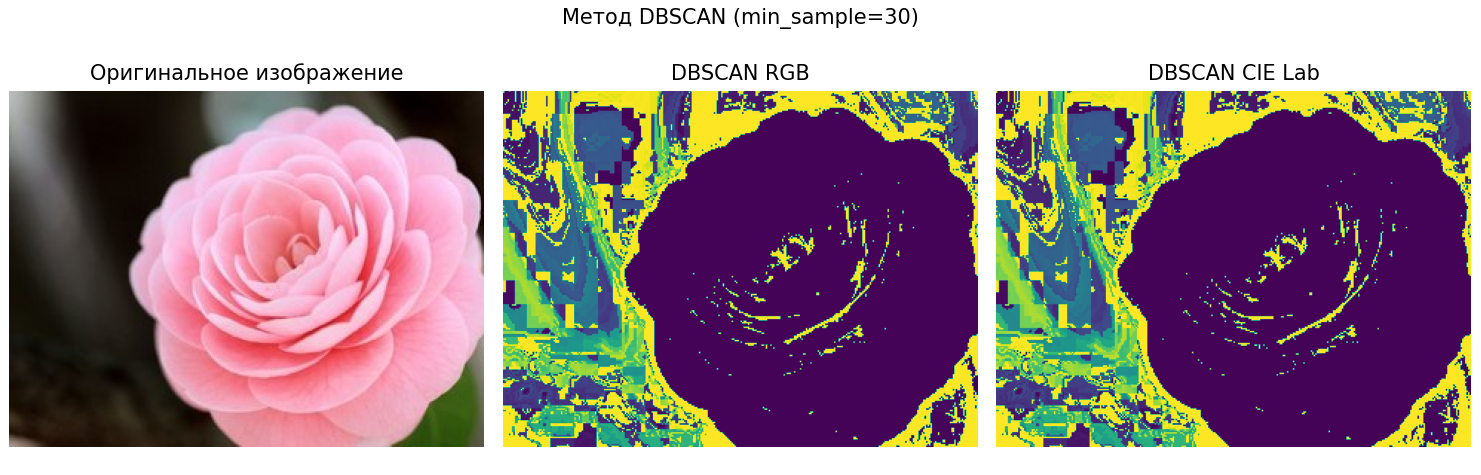 Метод DBSCAN (min_sample=30)
Оригинальное изображение
DBSCAN RGB
DBSCAN CIE Lab